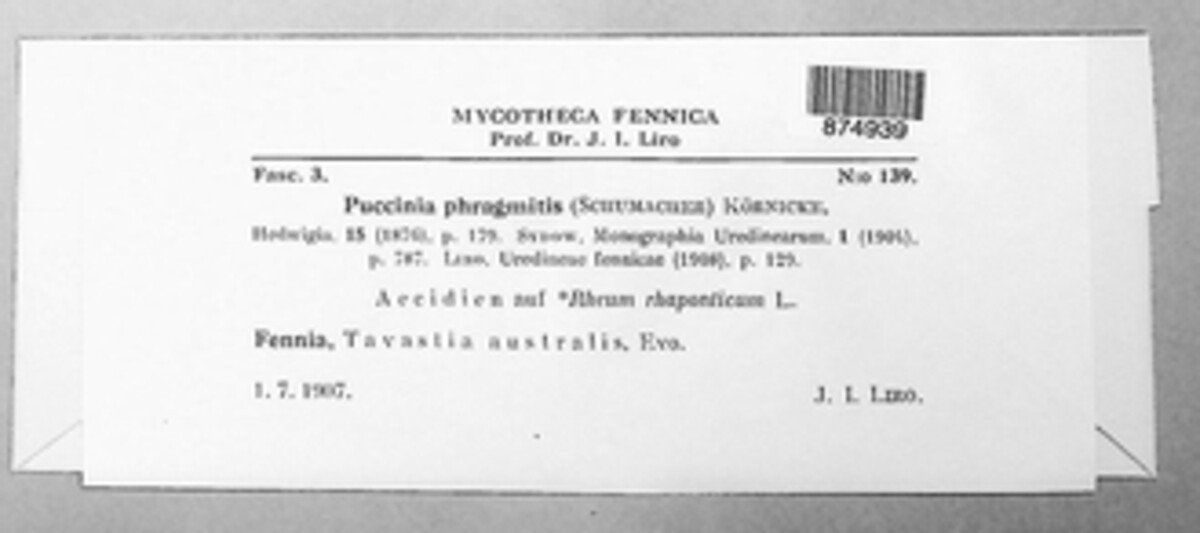 874939
MYCOTHECA FENNICA
Prof. Dr. J. I. Liro
Fasc. 3. N:o 139.
Puccinia phragmitis (SCHUMACHER) KÖRNICKE,
Hedwigia, 15 (1876), p. 179. SYDOW, Monographia Uredinearum, 1 (1904),
p. 787. LIRO, Uredineae fennicae (1908), p. 129.
Aecidien auf *Rheum rhaponticum L.
Fennia, Tavastia australis, Evo.
1. 7. 1907. J. I. LIRO.